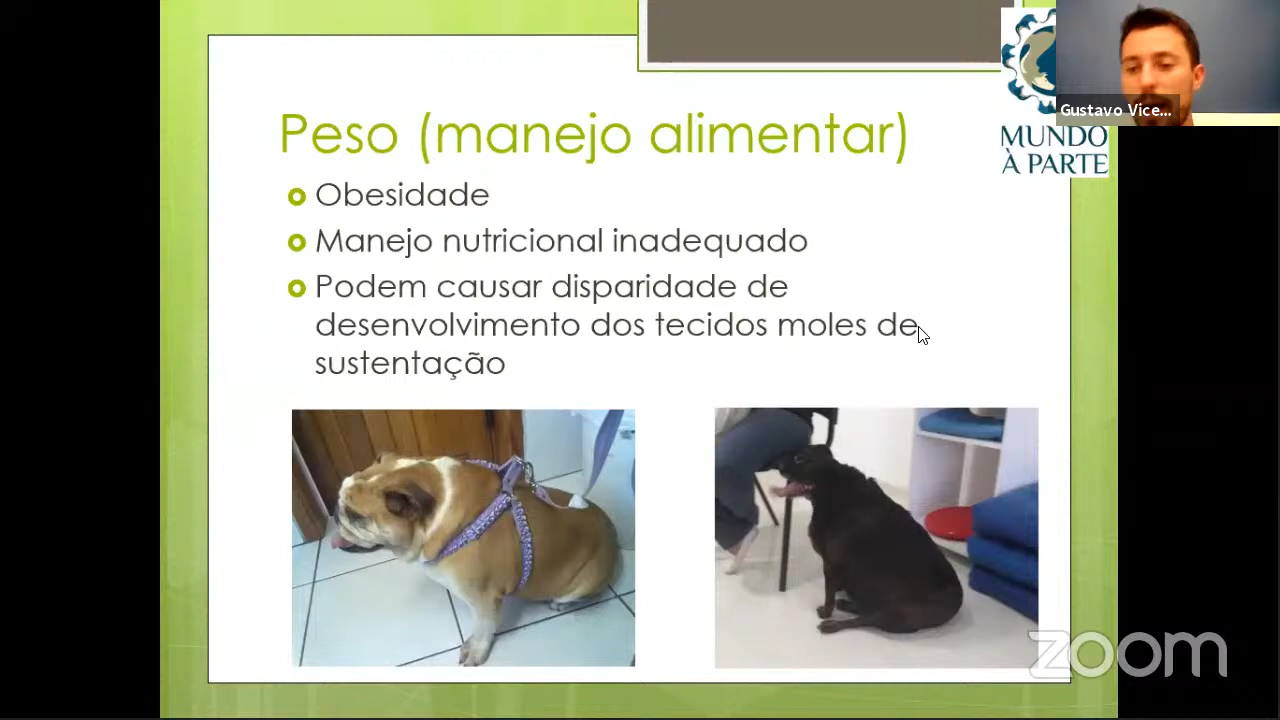 Gustavo Vice...
MUNDO
À PARTE
Peso (manejo alimentar)
Obesidade
Manejo nutricional inadequado
Podem causar disparidade de
desenvolvimento dos tecidos moles de
sustentação
zoom